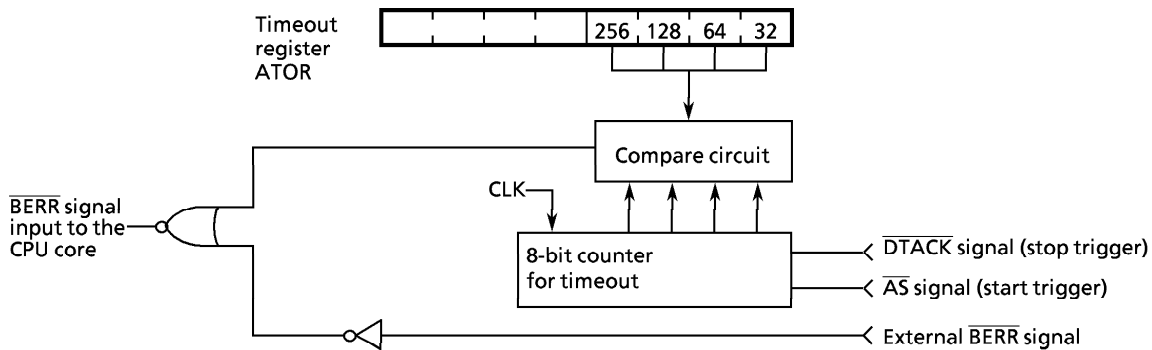 Timeout
register
ATOR
256 128 64 32
Compare circuit
CLK
BERR signal
input to the
CPU core
8-bit counter
for timeout
DTACK signal (stop trigger)
AS signal (start trigger)
External BERR signal